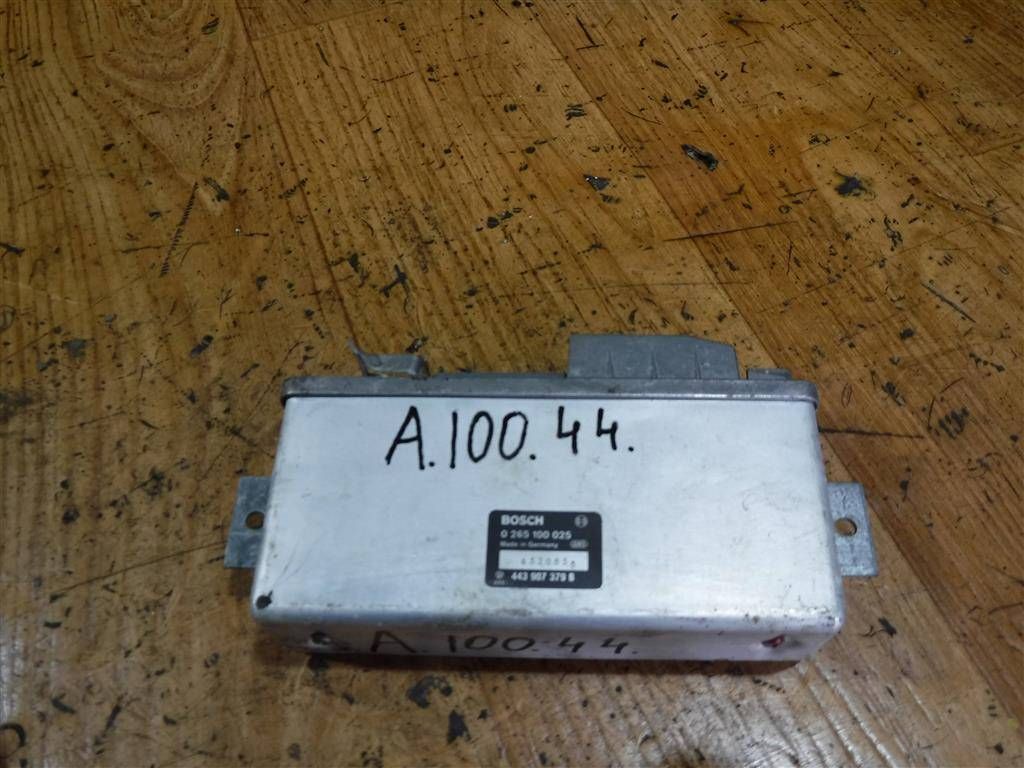 A.100.44.
BOSCH
0 265 100 025
Made in Germany
443 907 379 B
A.100.44.